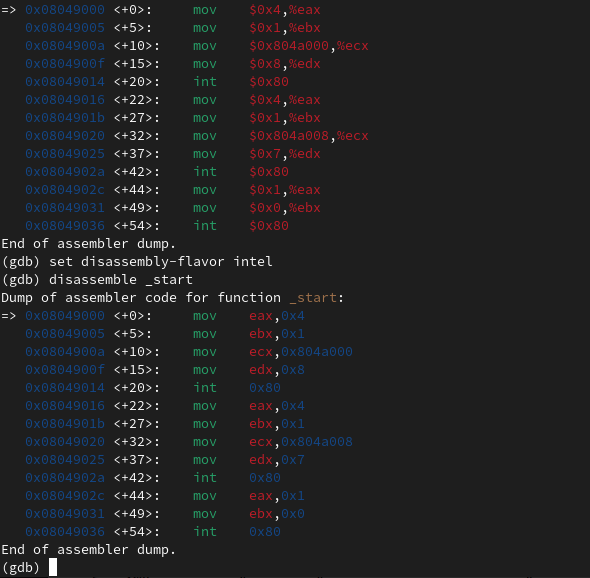 => 0x08049000 <+0>:     mov    $0x4,%eax
   0x08049005 <+5>:     mov    $0x1,%ebx
   0x0804900a <+10>:    mov    $0x804a000,%ecx
   0x0804900f <+15>:    mov    $0x8,%edx
   0x08049014 <+20>:    int    $0x80
   0x08049016 <+22>:    mov    $0x4,%eax
   0x0804901b <+27>:    mov    $0x1,%ebx
   0x08049020 <+32>:    mov    $0x804a008,%ecx
   0x08049025 <+37>:    mov    $0x7,%edx
   0x0804902a <+42>:    int    $0x80
   0x0804902c <+44>:    mov    $0x1,%eax
   0x08049031 <+49>:    mov    $0x0,%ebx
   0x08049036 <+54>:    int    $0x80
End of assembler dump.
(gdb) set disassembly-flavor intel
(gdb) disassemble _start
Dump of assembler code for function _start:
=> 0x08049000 <+0>:     mov    eax,0x4
   0x08049005 <+5>:     mov    ebx,0x1
   0x0804900a <+10>:    mov    ecx,0x804a000
   0x0804900f <+15>:    mov    edx,0x8
   0x08049014 <+20>:    int    0x80
   0x08049016 <+22>:    mov    eax,0x4
   0x0804901b <+27>:    mov    ebx,0x1
   0x08049020 <+32>:    mov    ecx,0x804a008
   0x08049025 <+37>:    mov    edx,0x7
   0x0804902a <+42>:    int    0x80
   0x0804902c <+44>:    mov    eax,0x1
   0x08049031 <+49>:    mov    ebx,0x0
   0x08049036 <+54>:    int    0x80
End of assembler dump.
(gdb)